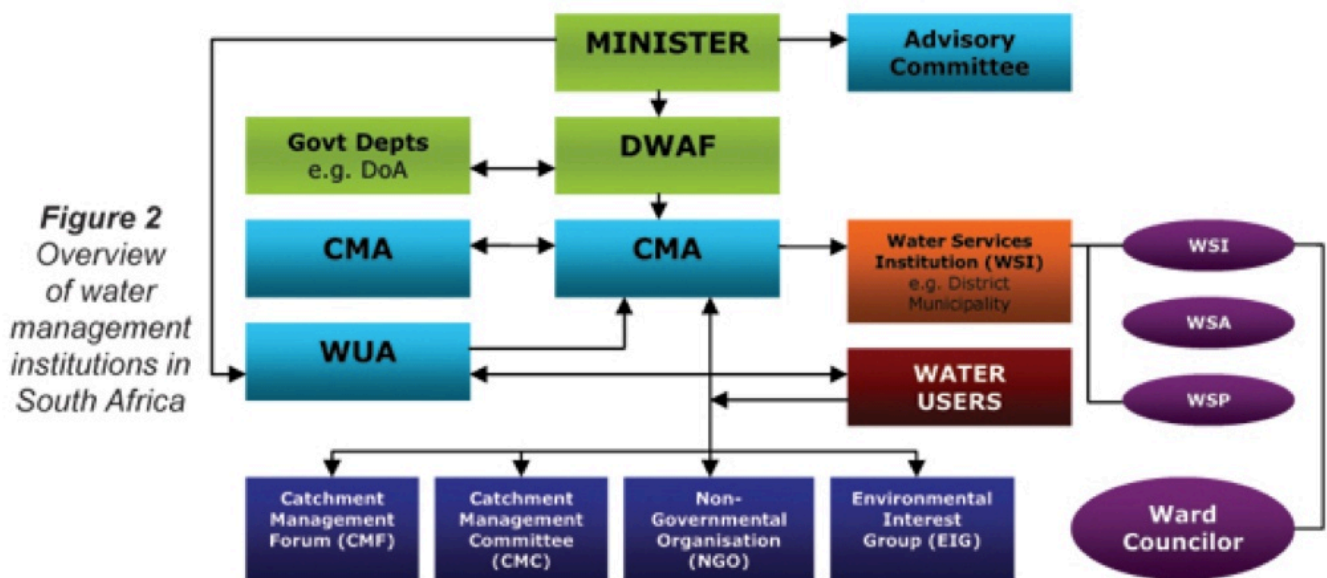 MINISTER
Advisory
Committee
Govt Depts
e.g. DoA
DWAF
Figure 2
Overview
of water
management
institutions in
South Africa
CMA
CMA
Water Services
Institution (WSI)
e.g. District
Municipality
WSI
WSA
WSP
WUA
WATER
USERS
Catchment
Management
Forum (CMF)
Catchment
Management
Committee
(CMC)
Non-
Governmental
Organisation
(NGO)
Environmental
Interest
Group (EIG)
Ward
Councilor